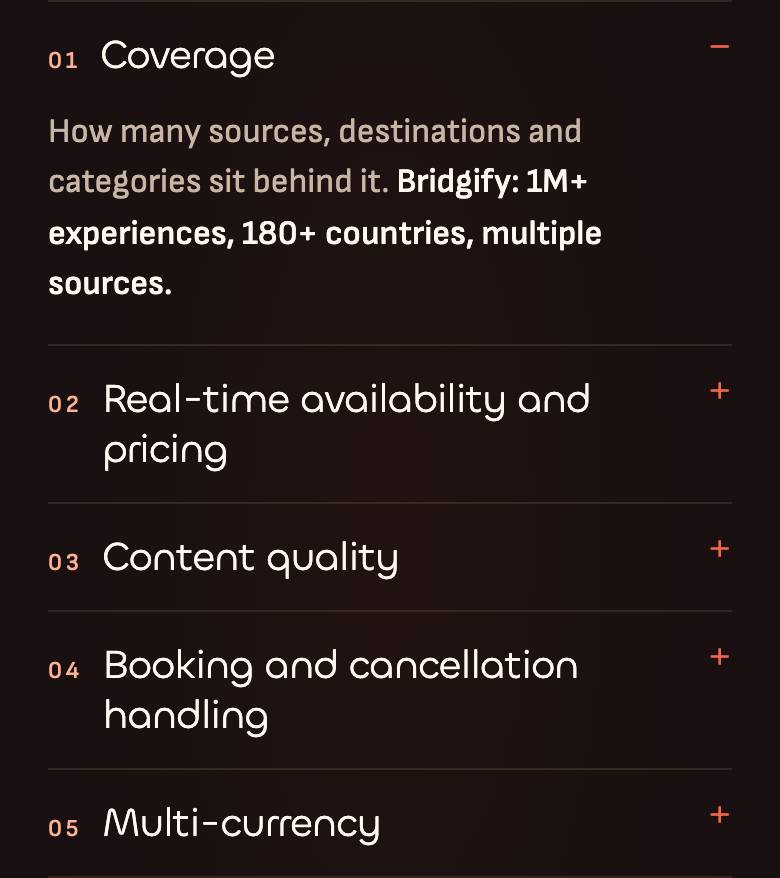 01 Coverage −
How many sources, destinations and
categories sit behind it. Bridgify: 1M+
experiences, 180+ countries, multiple
sources.
02 Real-time availability and +
pricing
03 Content quality +
04 Booking and cancellation +
handling
05 Multi-currency +